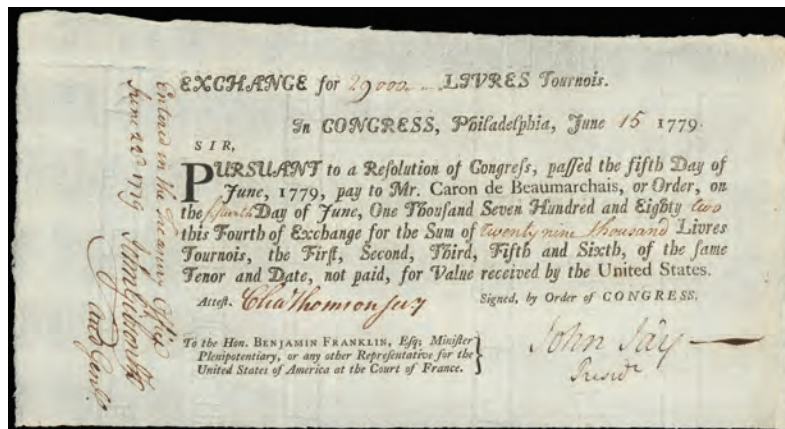 EXCHANGE for 29000 LIVRES Tournois.
In CONGRESS, Philadelphia, June 15 1779.
SIR,
PURSUANT to a Reſolution of Congreſs, paſſed the fifth Day of
June, 1779, pay to Mr. Caron de Beaumarchais, or Order, on
the fifteenth Day of June, One Thouſand Seven Hundred and Eighty two
this Fourth of Exchange for the Sum of twenty nine thouſand Livres
Tournois, the Firſt, Second, Third, Fifth and Sixth, of the ſame
Tenor and Date, not paid, for Value received by the United States.
Atteſt. Cha Thomson ſecy
Signed, by Order of CONGRESS.
To the Hon. BENJAMIN FRANKLIN, Eſq; Miniſter
Plenipotentiary, or any other Repreſentative for the
United States of America at the Court of France.
John Jay
Preſidt
Entered in the Treaſury Office
June 22d 1779 John Gibson
Aud Genl.